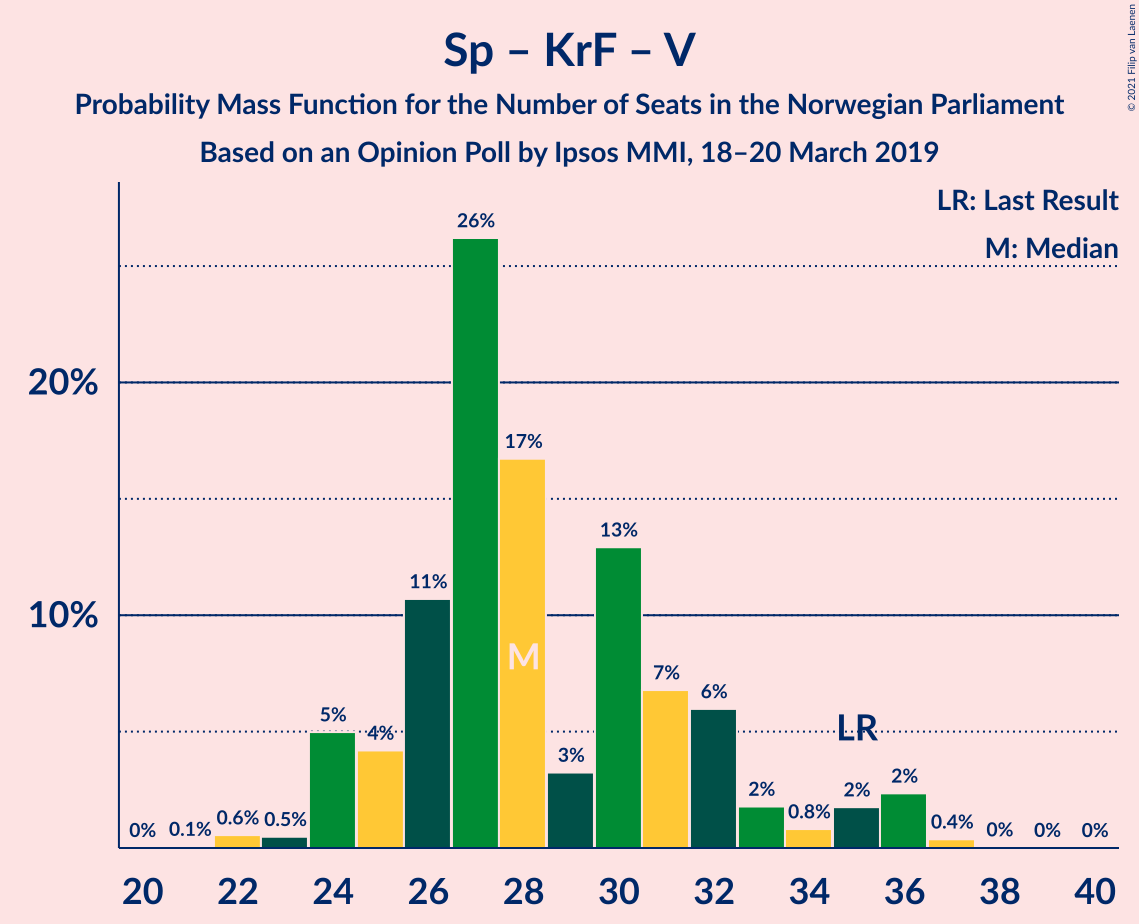 Sp – KrF – V
Probability Mass Function for the Number of Seats in the Norwegian Parliament
Based on an Opinion Poll by Ipsos MMI, 18–20 March 2019
© 2021 Filip van Laenen
LR: Last Result
M: Median
20%
10%
0% 0.1% 0.6% 0.5% 5% 4% 11% 26% 17% 3% 13% 7% 6% 2% 0.8% 2% 2% 0.4% 0% 0% 0%
M
LR
20 22 24 26 28 30 32 34 36 38 40